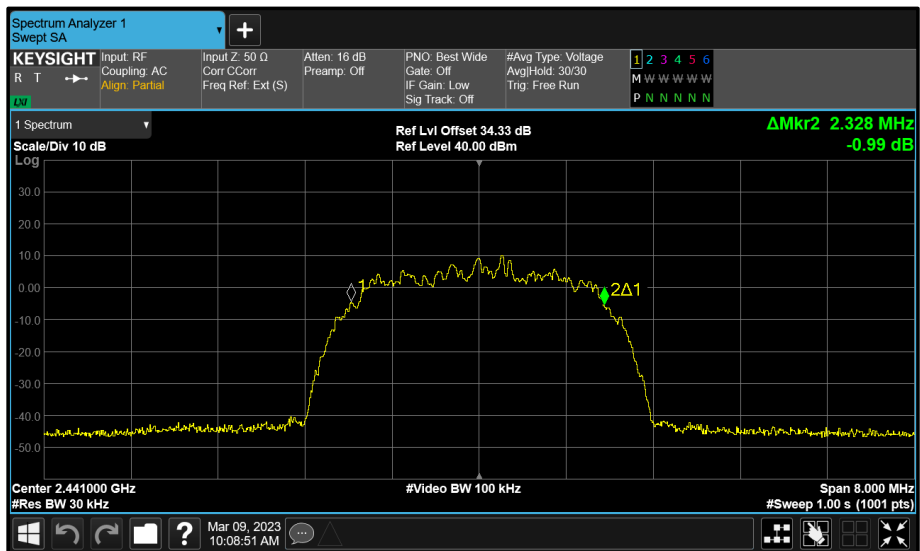 Spectrum Analyzer 1
Swept SA
+
KEYSIGHT
R T
LXI
Input: RF
Coupling: AC
Align: Partial
Input Z: 50 Ω
Corr CCorr
Freq Ref: Ext (S)
Atten: 16 dB
Preamp: Off
PNO: Best Wide
Gate: Off
IF Gain: Low
Sig Track: Off
#Avg Type: Voltage
Avg|Hold: 30/30
Trig: Free Run
1 2 3 4 5 6
M W W W W W
P N N N N N
1 Spectrum
Scale/Div 10 dB
Ref Lvl Offset 34.33 dB
Ref Level 40.00 dBm
ΔMkr2 2.328 MHz
-0.99 dB
Log
30.0
20.0
10.0
0.00
-10.0
-20.0
-30.0
-40.0
-50.0
1
2Δ1
Center 2.441000 GHz
#Video BW 100 kHz
Span 8.000 MHz
#Res BW 30 kHz
#Sweep 1.00 s (1001 pts)
?
Mar 09, 2023
10:08:51 AM